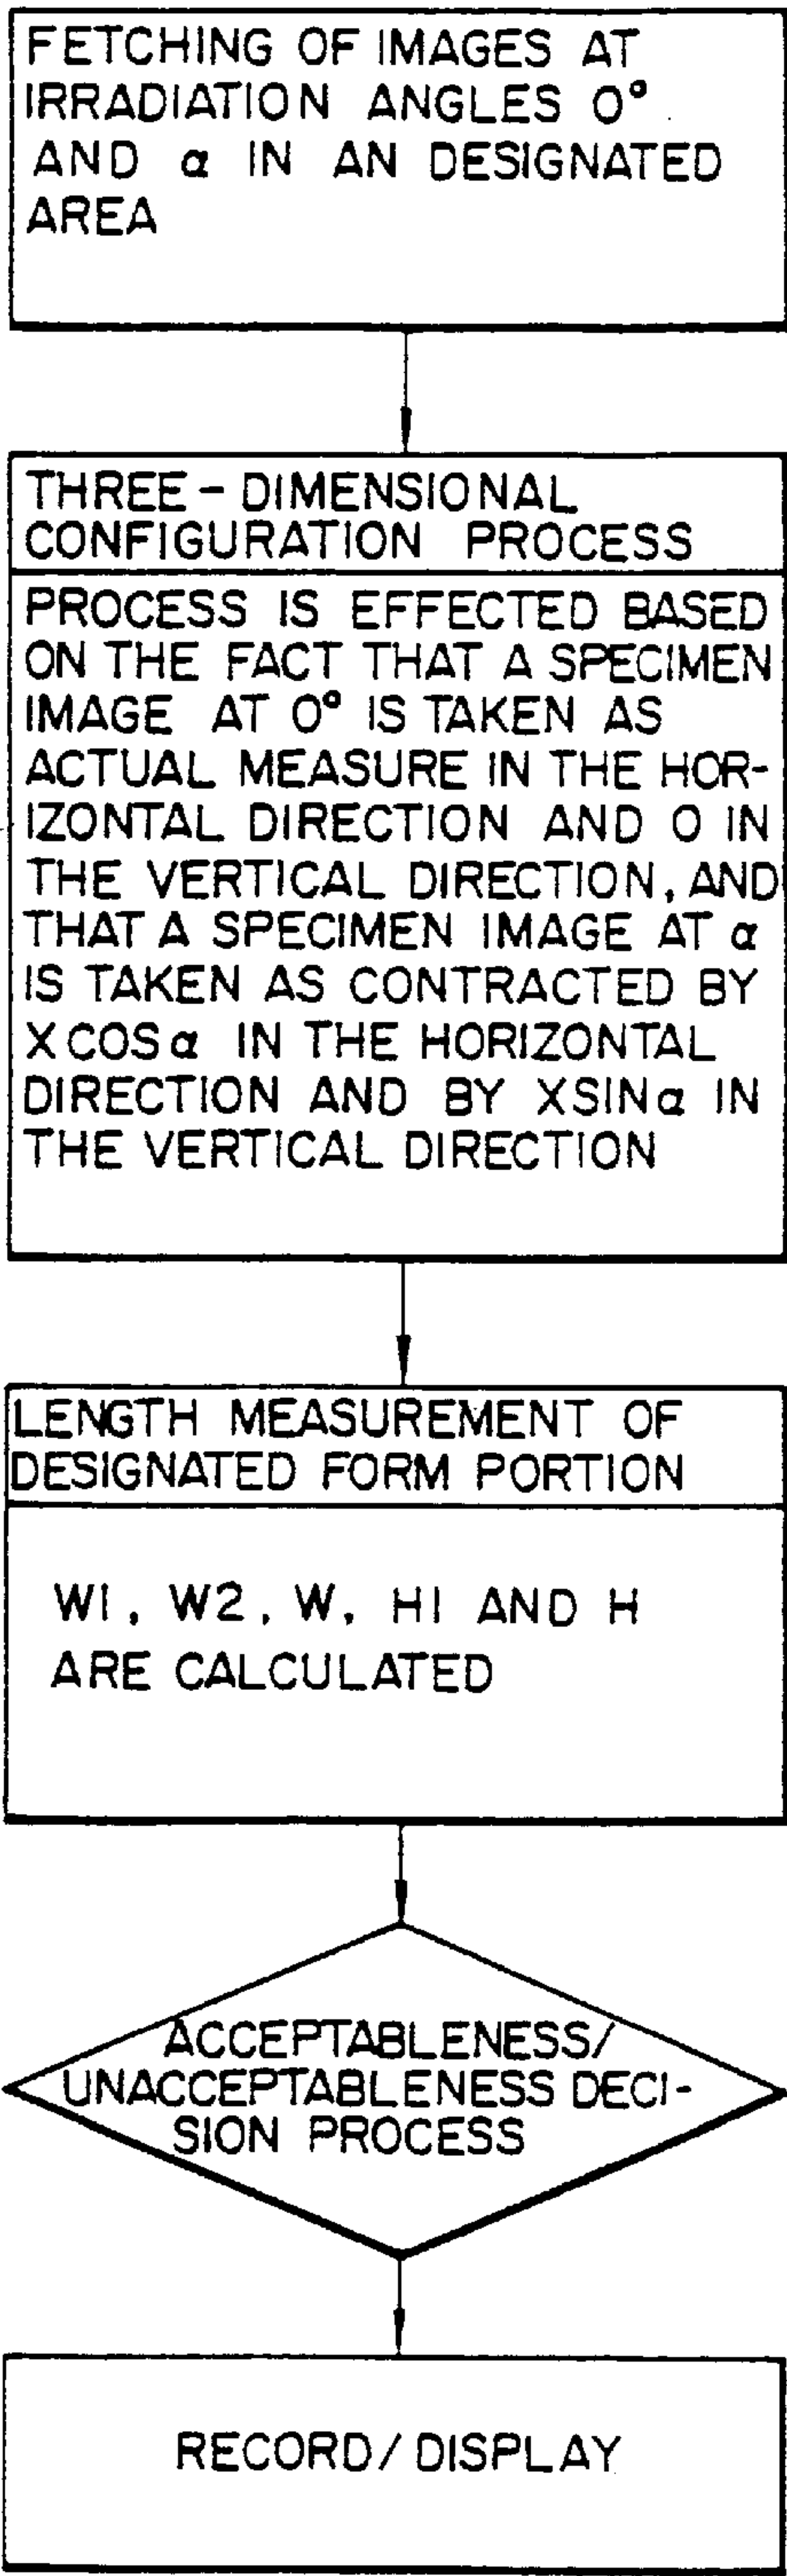 FETCHING OF IMAGES AT
IRRADIATION ANGLES 0°
AND α IN AN DESIGNATED
AREA
THREE-DIMENSIONAL
CONFIGURATION PROCESS
PROCESS IS EFFECTED BASED
ON THE FACT THAT A SPECIMEN
IMAGE AT 0° IS TAKEN AS
ACTUAL MEASURE IN THE HOR-
IZONTAL DIRECTION AND 0 IN
THE VERTICAL DIRECTION, AND
THAT A SPECIMEN IMAGE AT α
IS TAKEN AS CONTRACTED BY
XCOSα IN THE HORIZONTAL
DIRECTION AND BY XSINα IN
THE VERTICAL DIRECTION
LENGTH MEASUREMENT OF
DESIGNATED FORM PORTION
W1, W2, W, H1 AND H
ARE CALCULATED
ACCEPTABLENESS/
UNACCEPTABLENESS DECI-
SION PROCESS
RECORD/DISPLAY